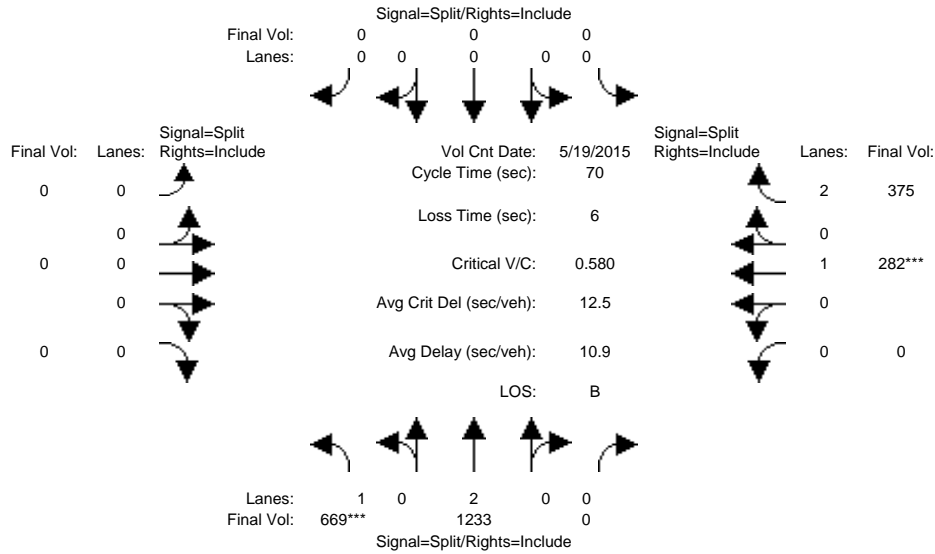 Signal=Split/Rights=Include
Final Vol: 0 0 0
Lanes: 0 0 0 0 0
Signal=Split
Final Vol: Lanes: Rights=Include
Vol Cnt Date: 5/19/2015
Signal=Split
Rights=Include Lanes: Final Vol:
Cycle Time (sec): 70
0 0
2 375
Loss Time (sec): 6
0
0
0 0
Critical V/C: 0.580
1 282***
0
Avg Crit Del (sec/veh): 12.5
0
0 0
Avg Delay (sec/veh): 10.9
0 0
LOS: B
Lanes: 1 0 2 0 0
Final Vol: 669*** 1233 0
Signal=Split/Rights=Include